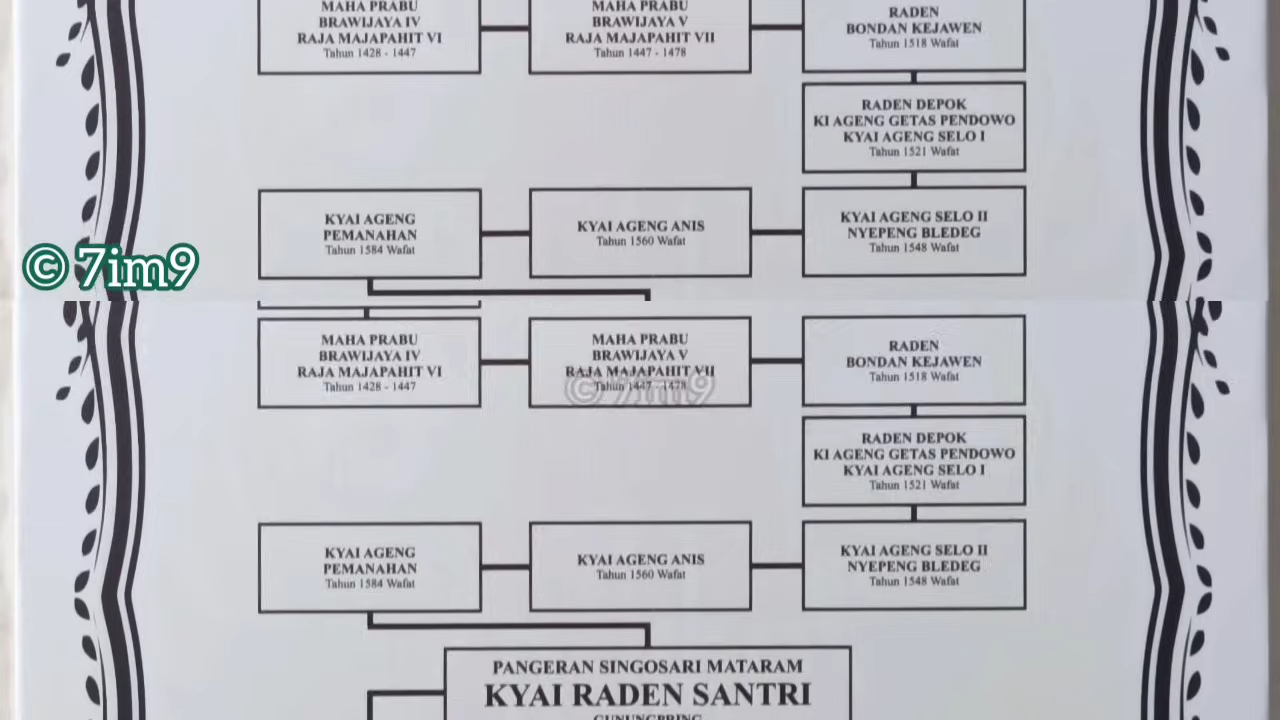 MAHA PRABU
BRAWIJAYA IV
RAJA MAJAPAHIT VI
Tahun 1428 - 1447
MAHA PRABU
BRAWIJAYA V
RAJA MAJAPAHIT VII
Tahun 1447 - 1478
RADEN
BONDAN KEJAWEN
Tahun 1518 Wafat
RADEN DEPOK
KI AGENG GETAS PENDOWO
KYAI AGENG SELO I
Tahun 1521 Wafat
KYAI AGENG
PEMANAHAN
Tahun 1584 Wafat
KYAI AGENG ANIS
Tahun 1560 Wafat
KYAI AGENG SELO II
NYEPENG BLEDEG
Tahun 1548 Wafat
© 7im9
MAHA PRABU
BRAWIJAYA IV
RAJA MAJAPAHIT VI
Tahun 1428 - 1447
MAHA PRABU
BRAWIJAYA V
RAJA MAJAPAHIT VII
Tahun 1447 - 1478
© 7im9
RADEN
BONDAN KEJAWEN
Tahun 1518 Wafat
RADEN DEPOK
KI AGENG GETAS PENDOWO
KYAI AGENG SELO I
Tahun 1521 Wafat
KYAI AGENG
PEMANAHAN
Tahun 1584 Wafat
KYAI AGENG ANIS
Tahun 1560 Wafat
KYAI AGENG SELO II
NYEPENG BLEDEG
Tahun 1548 Wafat
PANGERAN SINGOSARI MATARAM
KYAI RADEN SANTRI
GUNUNGPRING